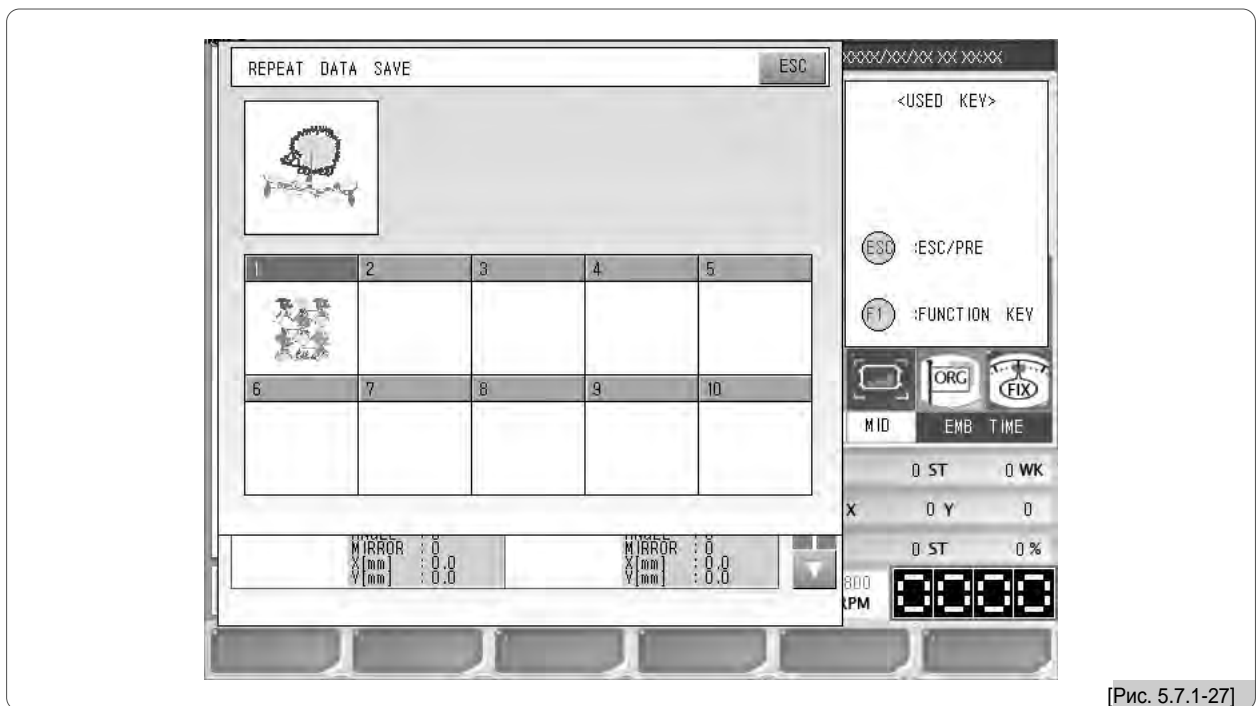 REPEAT DATA SAVE ESC
XXXX/XX/XX XX XX:XX
<USED KEY>
ESC :ESC/PRE
F1 :FUNCTION KEY
1 2 3 4 5
6 7 8 9 10
ORG FIX
MID EMB TIME
0 ST 0 WK
X 0 Y 0
0 ST 0 %
MIRROR : 0 MIRROR : 0
X[mm] : 0.0 X[mm] : 0.0
Y[mm] : 0.0 Y[mm] : 0.0
800
RPM 0000
[Рис. 5.7.1-27]